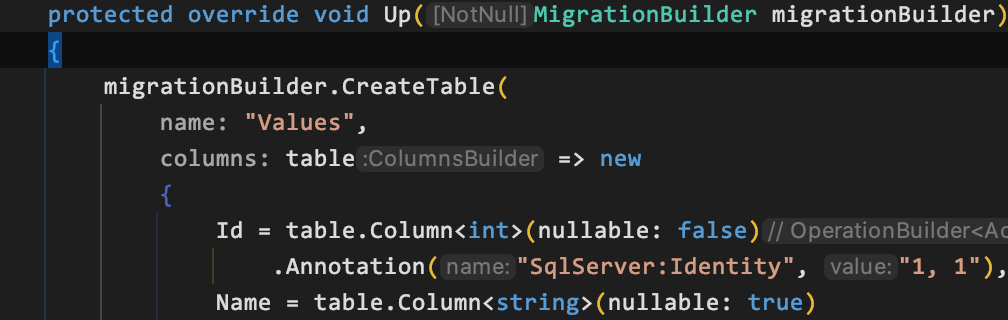 protected override void Up([NotNull]MigrationBuilder migrationBuilder)
{
migrationBuilder.CreateTable(
name: "Values",
columns: table:ColumnsBuilder => new
{
Id = table.Column<int>(nullable: false)// OperationBuilder<Ad
.Annotation(name:"SqlServer:Identity", value:"1, 1"),
Name = table.Column<string>(nullable: true)